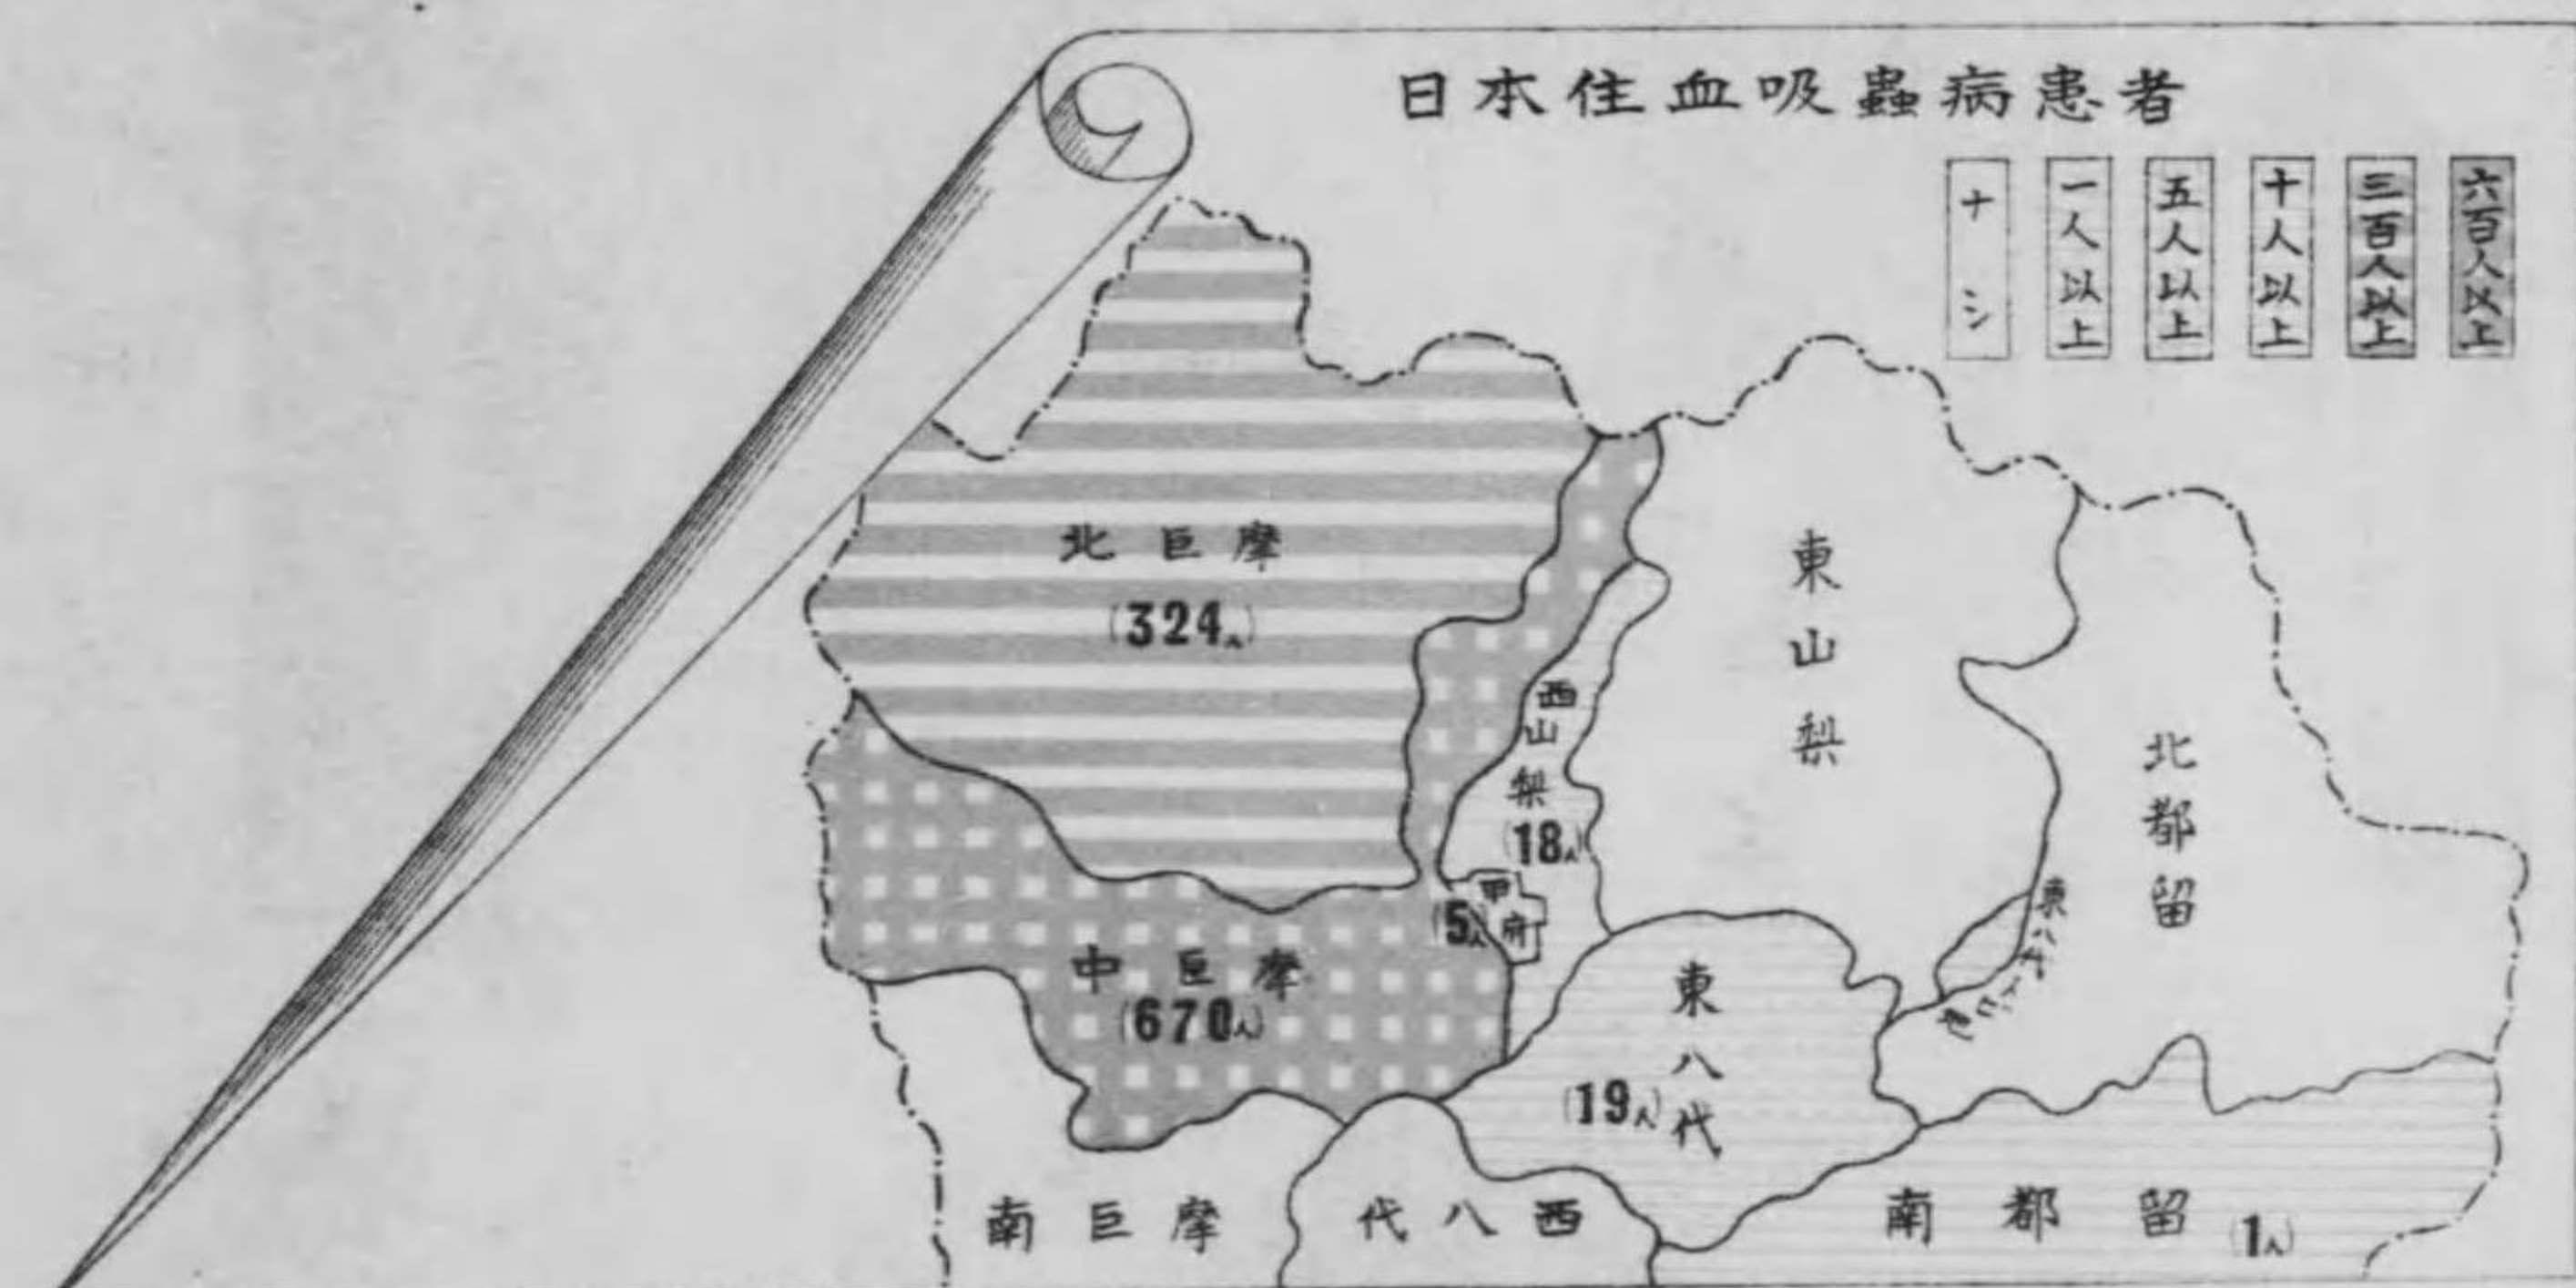 日本住血吸蟲病患者
ナシ
一人以上
五人以上
十人以上
三百人以上
六百人以上
北巨摩
(324人)
東山梨
西山梨
(18人)
北都留
甲府
(5人)
中巨摩
(670人)
東八代
(19人)
東八代
南巨摩
西八代
南都留
(1人)